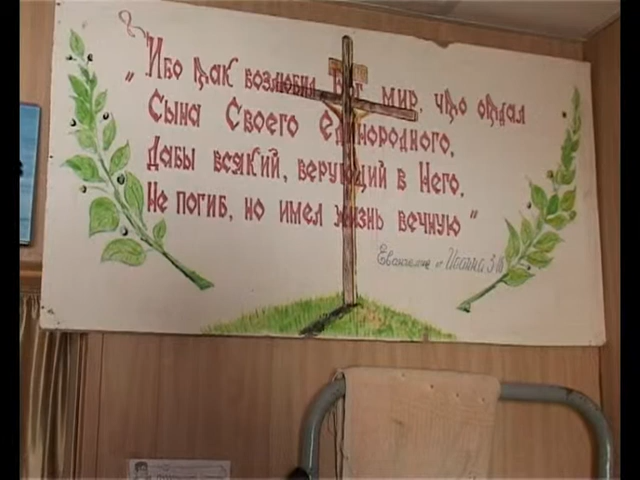 „Ибо так возлюбил Бог мир, что отдал
Сына Своего Единородного,
Дабы всякий, верующий в Него,
Не погиб, но имел жизнь вечную"
Евангелие от Иоанна 3:16